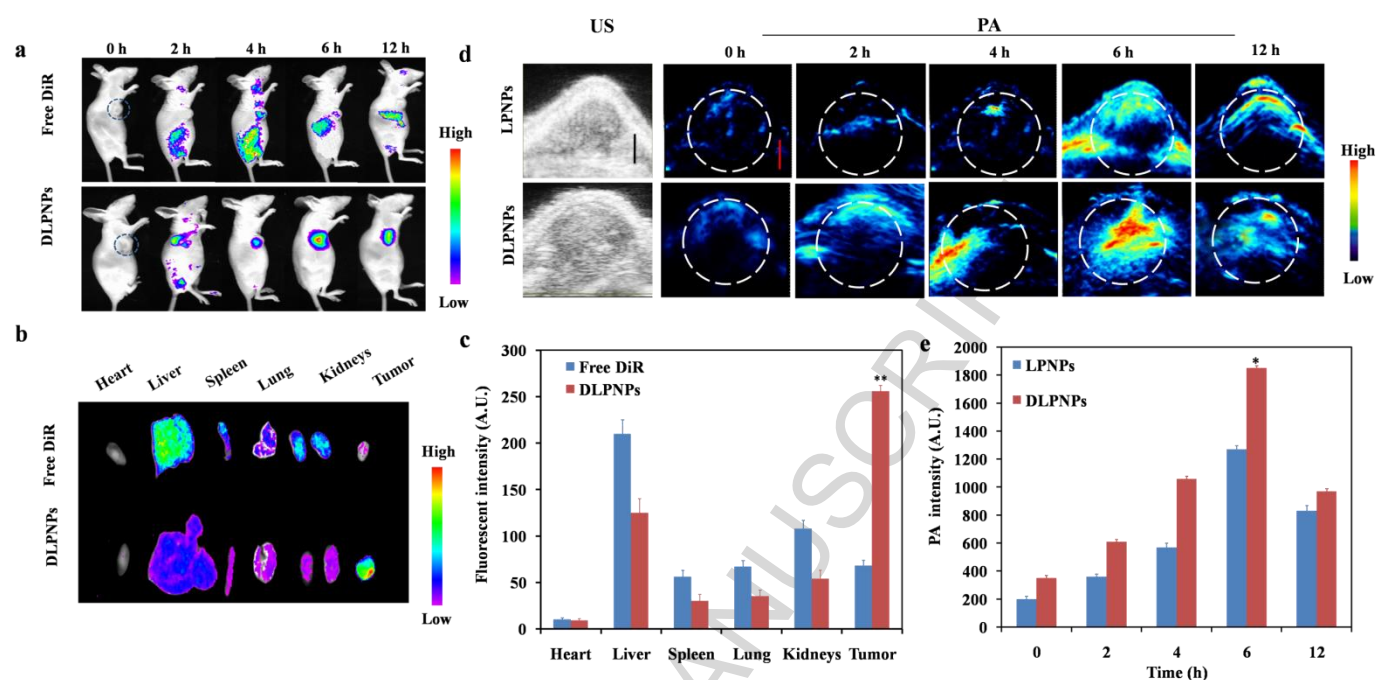 a
0 h 2 h 4 h 6 h 12 h
Free DiR
DLPNPs
High
Low
b
Heart Liver Spleen Lung Kidneys Tumor
Free DiR
DLPNPs
High
Low
d
US PA
0 h 2 h 4 h 6 h 12 h
LPNPs
DLPNPs
High
Low
c
Fluorescent intensity (A.U.)
300
250
200
150
100
50
0
Free DiR
DLPNPs
**
Heart Liver Spleen Lung Kidneys Tumor
e
PA intensity (A.U.)
2000
1800
1600
1400
1200
1000
800
600
400
200
0
LPNPs
DLPNPs
*
0 2 4 6 12
Time (h)
ANUSCRI